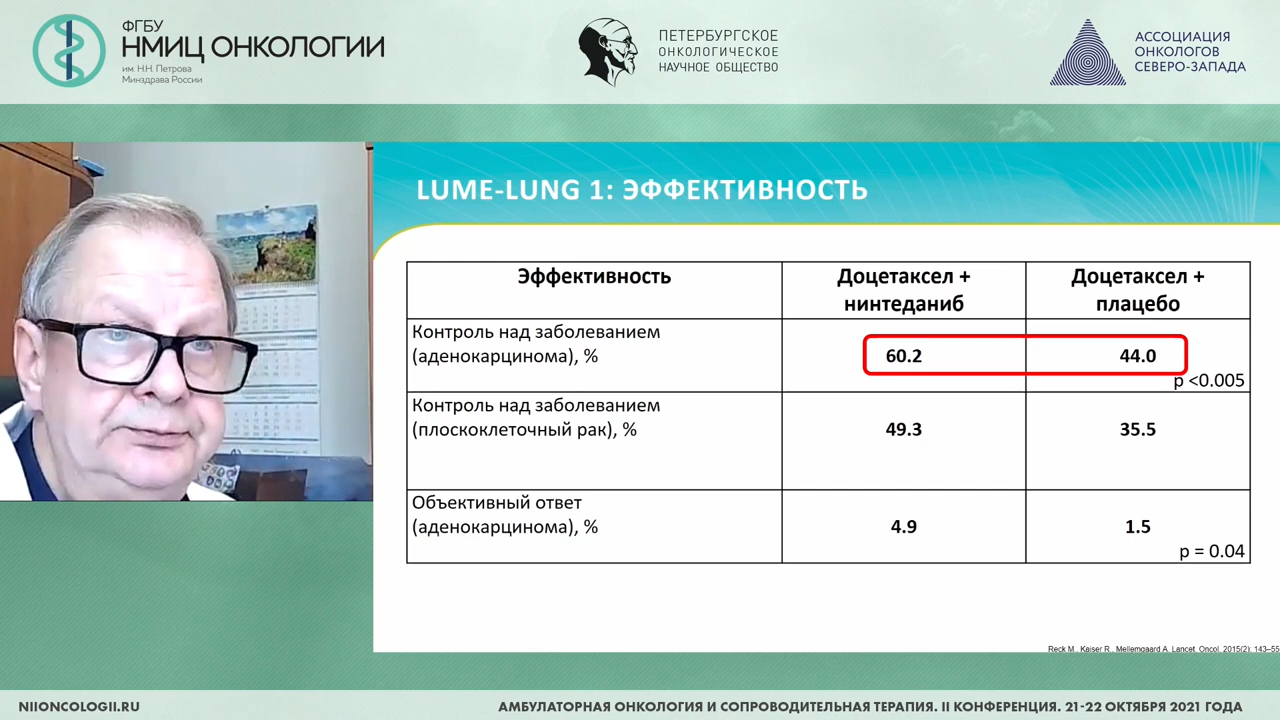 ФГБУ
НМИЦ ОНКОЛОГИИ
им. Н.Н. Петрова
Минздрава России
ПЕТЕРБУРГСКОЕ
ОНКОЛОГИЧЕСКОЕ
НАУЧНОЕ ОБЩЕСТВО
АССОЦИАЦИЯ
ОНКОЛОГОВ
СЕВЕРО-ЗАПАДА
LUME-LUNG 1: ЭФФЕКТИВНОСТЬ
Эффективность
Доцетаксел +
нинтеданиб
Доцетаксел +
плацебо
Контроль над заболеванием
(аденокарцинома), %
60.2
44.0
p <0.005
Контроль над заболеванием
(плоскоклеточный рак), %
49.3
35.5
Объективный ответ
(аденокарцинома), %
4.9
1.5
p = 0.04
Reck M., Kaiser R., Mellemgaard A. Lancet. Oncol. 2015(2): 143–55
NIIONCOLOGII.RU
АМБУЛАТОРНАЯ ОНКОЛОГИЯ И СОПРОВОДИТЕЛЬНАЯ ТЕРАПИЯ. II КОНФЕРЕНЦИЯ. 21-22 ОКТЯБРЯ 2021 ГОДА